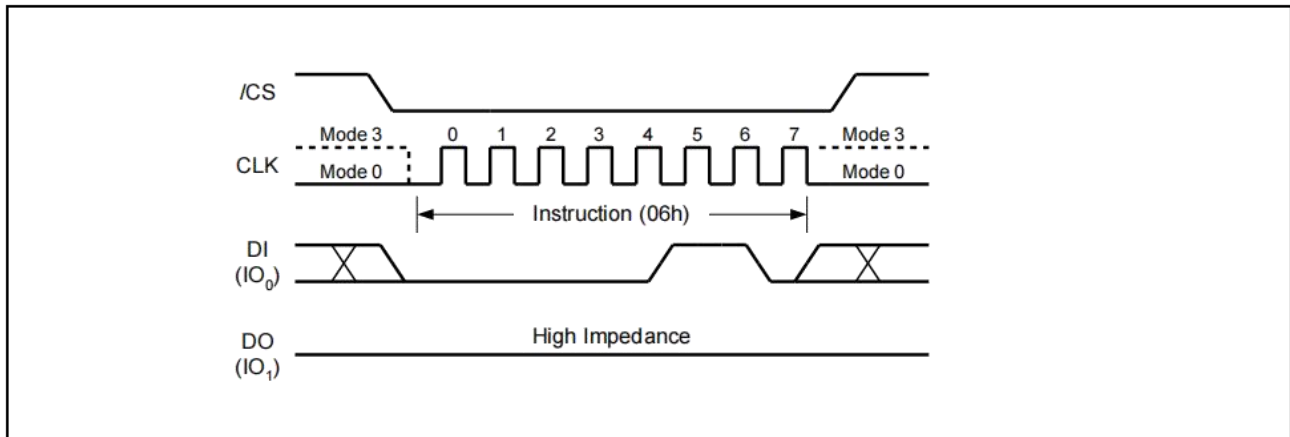 /CS
Mode 3 0 1 2 3 4 5 6 7 Mode 3
CLK
Mode 0 Mode 0
Instruction (06h)
DI
(IO0)
High Impedance
DO
(IO1)